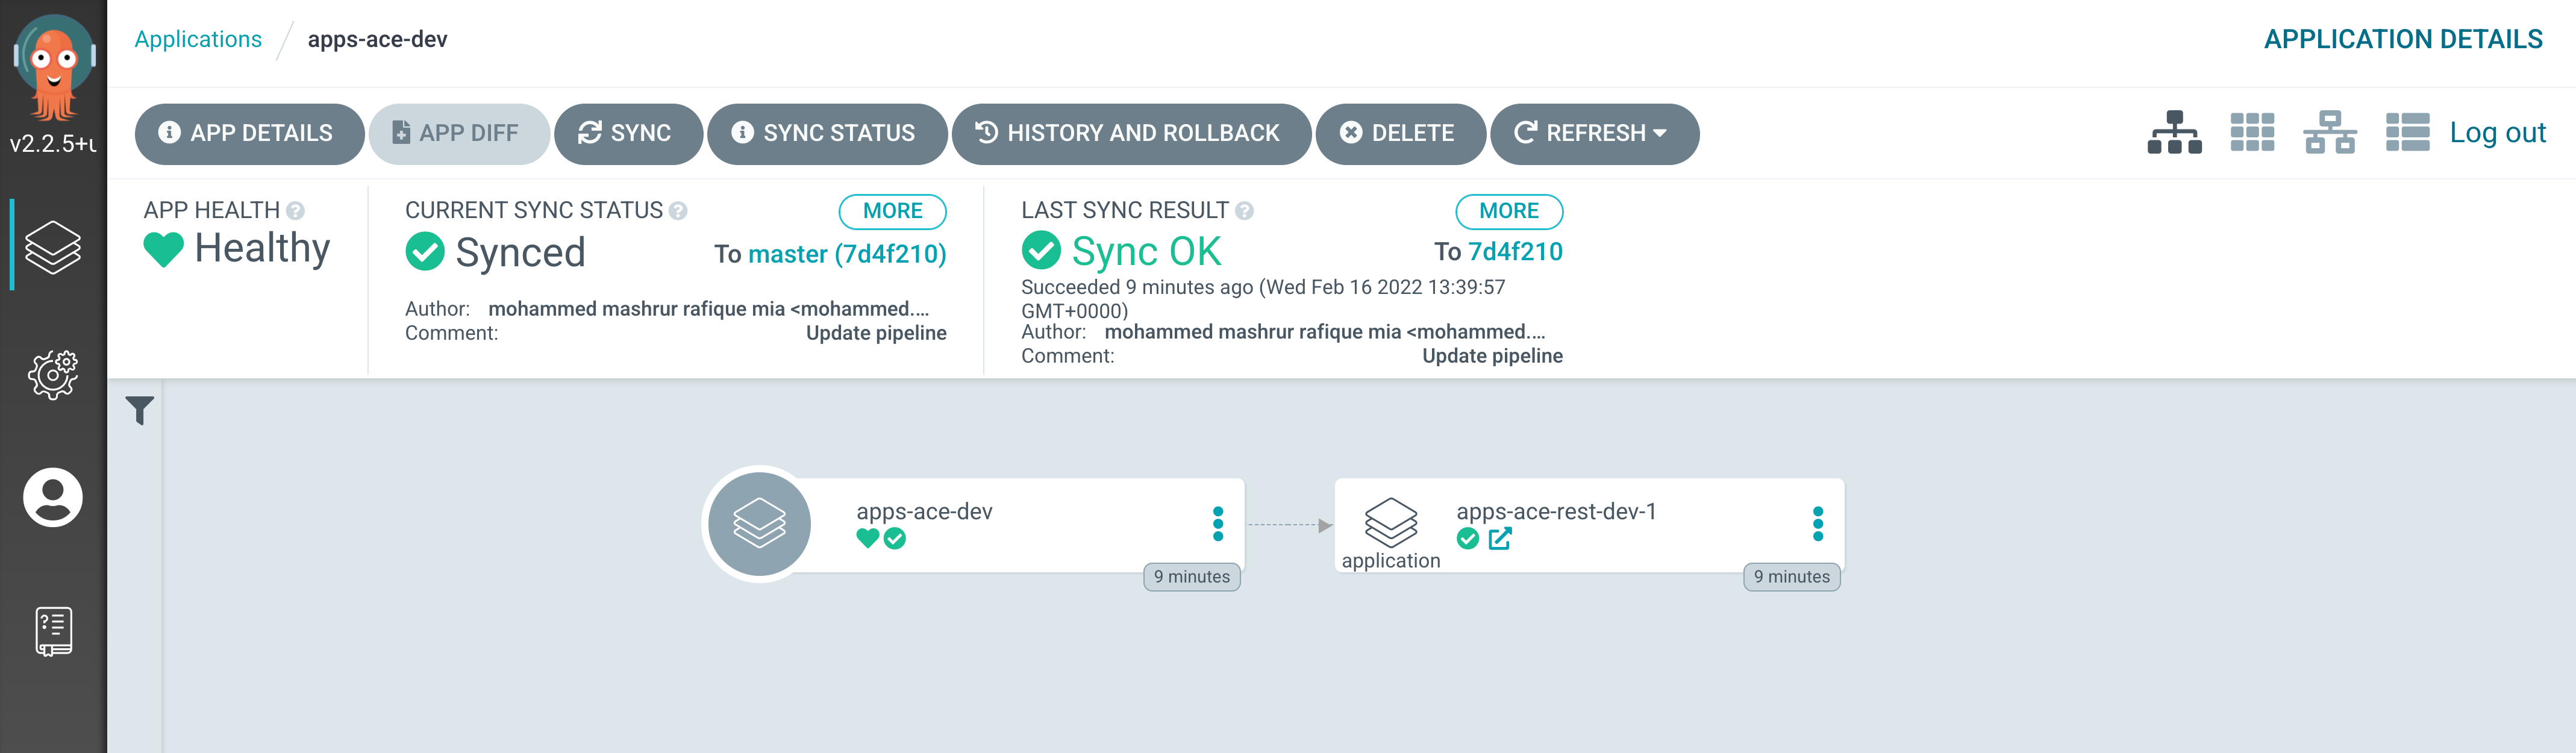 Applications / apps-ace-dev
APPLICATION DETAILS
v2.2.5+
APP DETAILS
APP DIFF
SYNC
SYNC STATUS
HISTORY AND ROLLBACK
DELETE
REFRESH
Log out
APP HEALTH
Healthy
CURRENT SYNC STATUS
MORE
Synced
To master (7d4f210)
Author: mohammed mashrur rafique mia <mohammed....
Comment: Update pipeline
LAST SYNC RESULT
MORE
Sync OK
To 7d4f210
Succeeded 9 minutes ago (Wed Feb 16 2022 13:39:57
GMT+0000)
Author: mohammed mashrur rafique mia <mohammed....
Comment: Update pipeline
apps-ace-dev
9 minutes
application
apps-ace-rest-dev-1
9 minutes